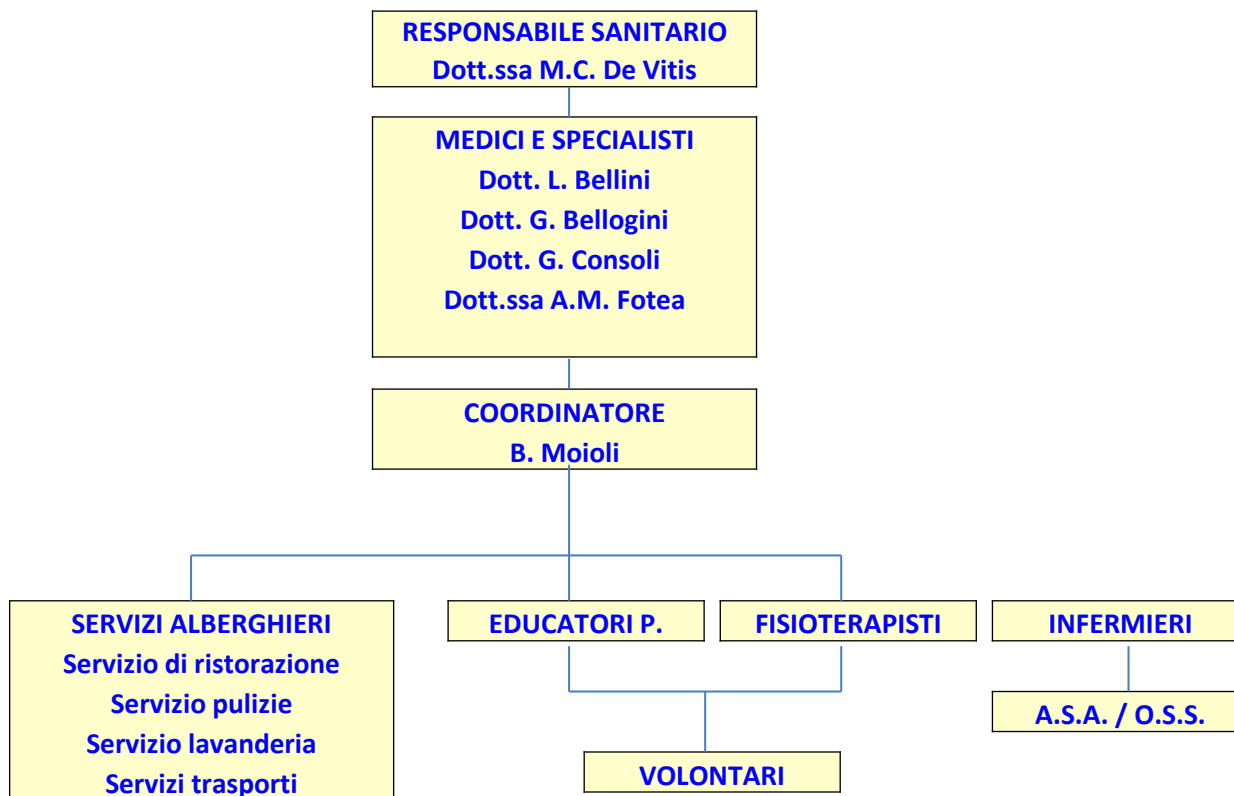 RESPONSABILE SANITARIO
Dott.ssa M.C. De Vitis
MEDICI E SPECIALISTI
Dott. L. Bellini
Dott. G. Bellogini
Dott. G. Consoli
Dott.ssa A.M. Fotea
COORDINATORE
B. Moioli
SERVIZI ALBERGHIERI
Servizio di ristorazione
Servizio pulizie
Servizio lavanderia
Servizi trasporti
EDUCATORI P.
FISIOTERAPISTI
VOLONTARI
INFERMIERI
A.S.A. / O.S.S.